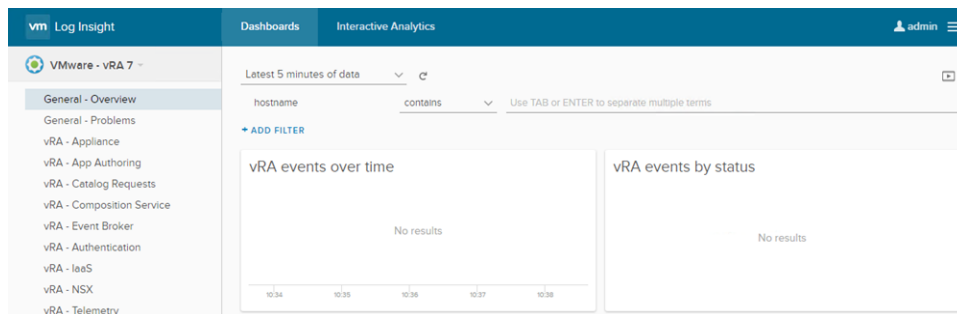 vm Log Insight
Dashboards
Interactive Analytics
admin
VMware - vRA 7
General - Overview
General - Problems
vRA - Appliance
vRA - App Authoring
vRA - Catalog Requests
vRA - Composition Service
vRA - Event Broker
vRA - Authentication
vRA - IaaS
vRA - NSX
vRA - Telemetry
Latest 5 minutes of data
hostname
contains
Use TAB or ENTER to separate multiple terms
+ ADD FILTER
vRA events over time
No results
10:34 10:35 10:36 10:37 10:38
vRA events by status
No results